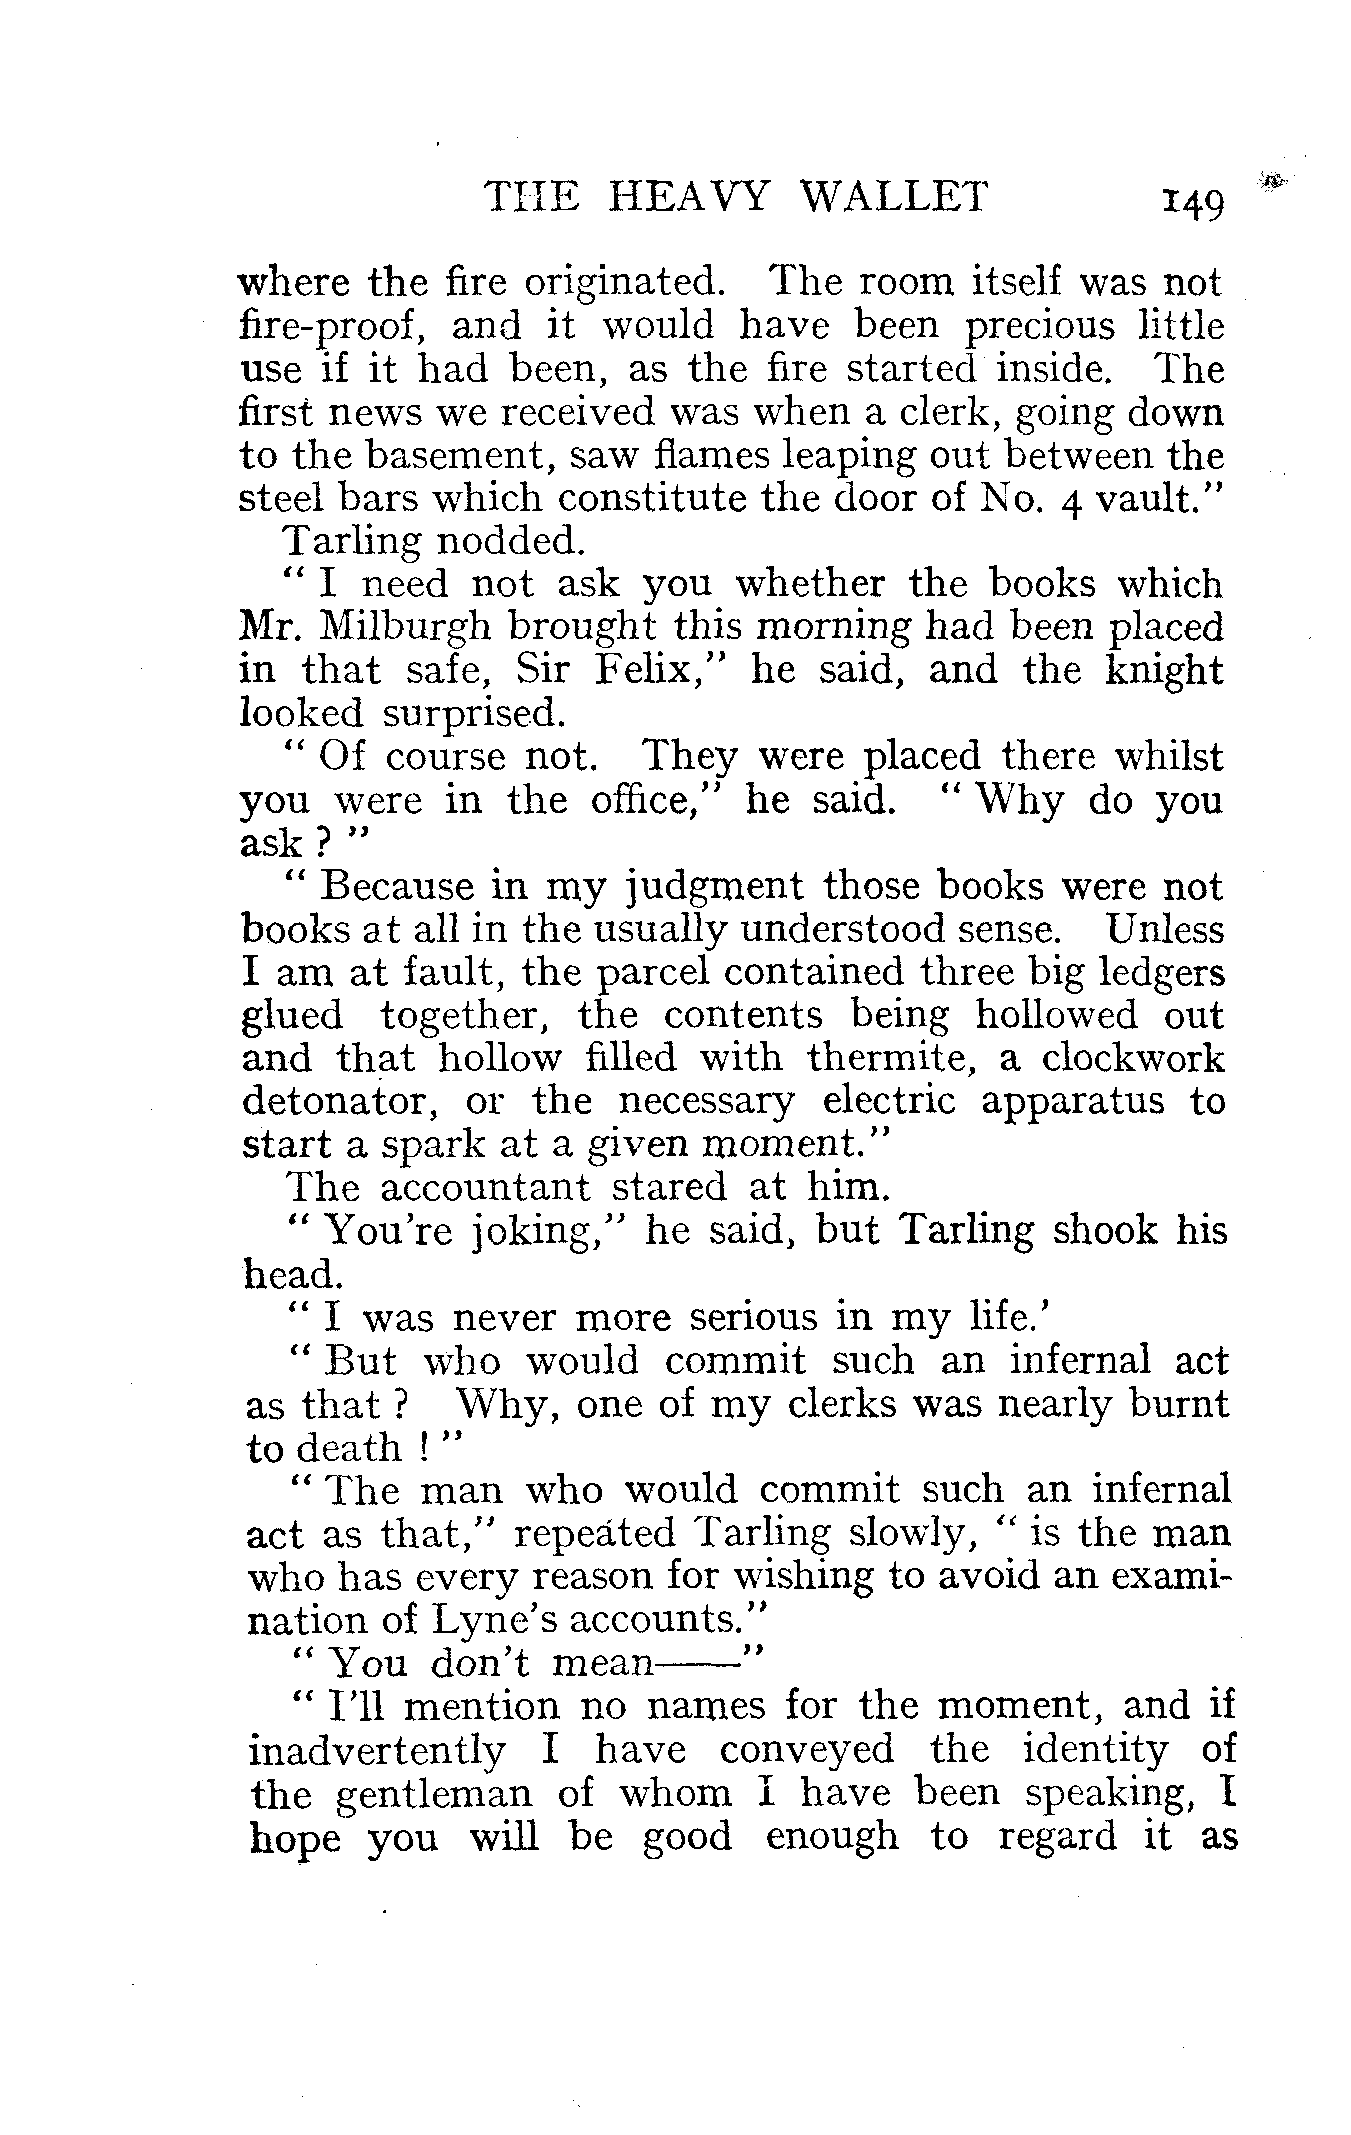 THE HEAVY WALLET 149
where the fire originated. The room itself was not
fire-proof, and it would have been precious little
use if it had been, as the fire started inside. The
first news we received was when a clerk, going down
to the basement, saw flames leaping out between the
steel bars which constitute the door of No. 4 vault."
Tarling nodded.
" I need not ask you whether the books which
Mr. Milburgh brought this morning had been placed
in that safe, Sir Felix," he said, and the knight
looked surprised.
" Of course not. They were placed there whilst
you were in the office," he said. " Why do you
ask ? "
" Because in my judgment those books were not
books at all in the usually understood sense. Unless
I am at fault, the parcel contained three big ledgers
glued together, the contents being hollowed out
and that hollow filled with thermite, a clockwork
detonator, or the necessary electric apparatus to
start a spark at a given moment."
The accountant stared at him.
" You're joking," he said, but Tarling shook his
head.
" I was never more serious in my life.'
" But who would commit such an infernal act
as that ? Why, one of my clerks was nearly burnt
to death ! "
" The man who would commit such an infernal
act as that," repeated Tarling slowly, " is the man
who has every reason for wishing to avoid an exami-
nation of Lyne's accounts."
" You don't mean——"
" I'll mention no names for the moment, and if
inadvertently I have conveyed the identity of
the gentleman of whom I have been speaking, I
hope you will be good enough to regard it as